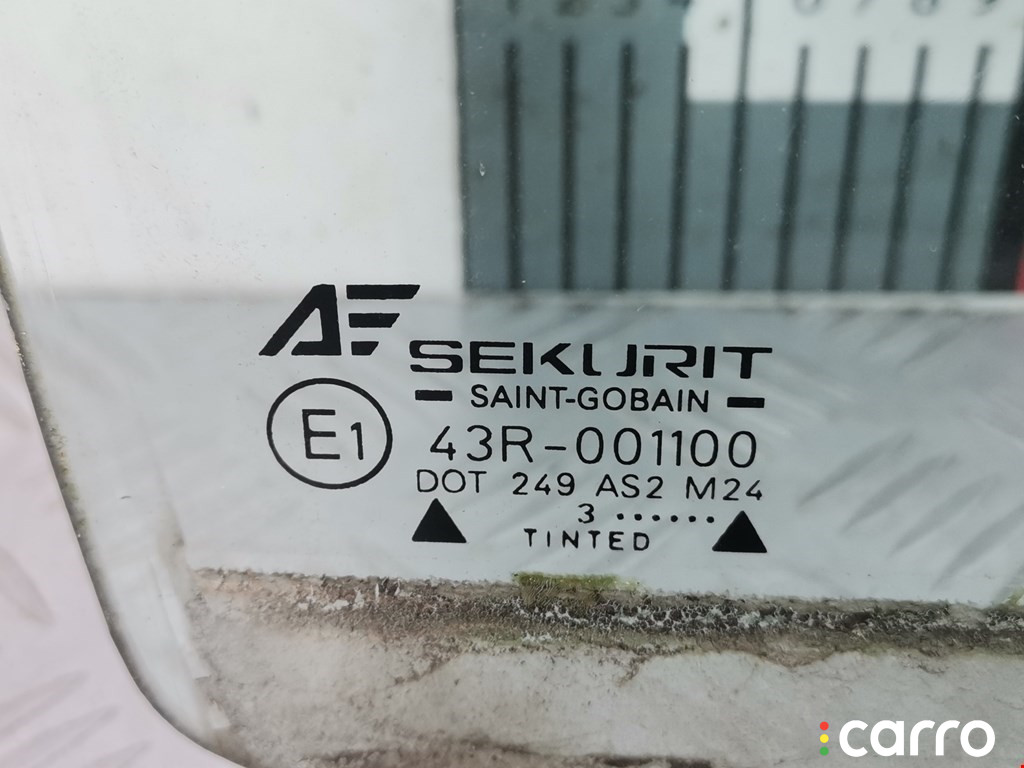 AF
SEKURIT
SAINT-GOBAIN
E1
43R-001100
DOT 249 AS2 M24
3 ······
TINTED
carro